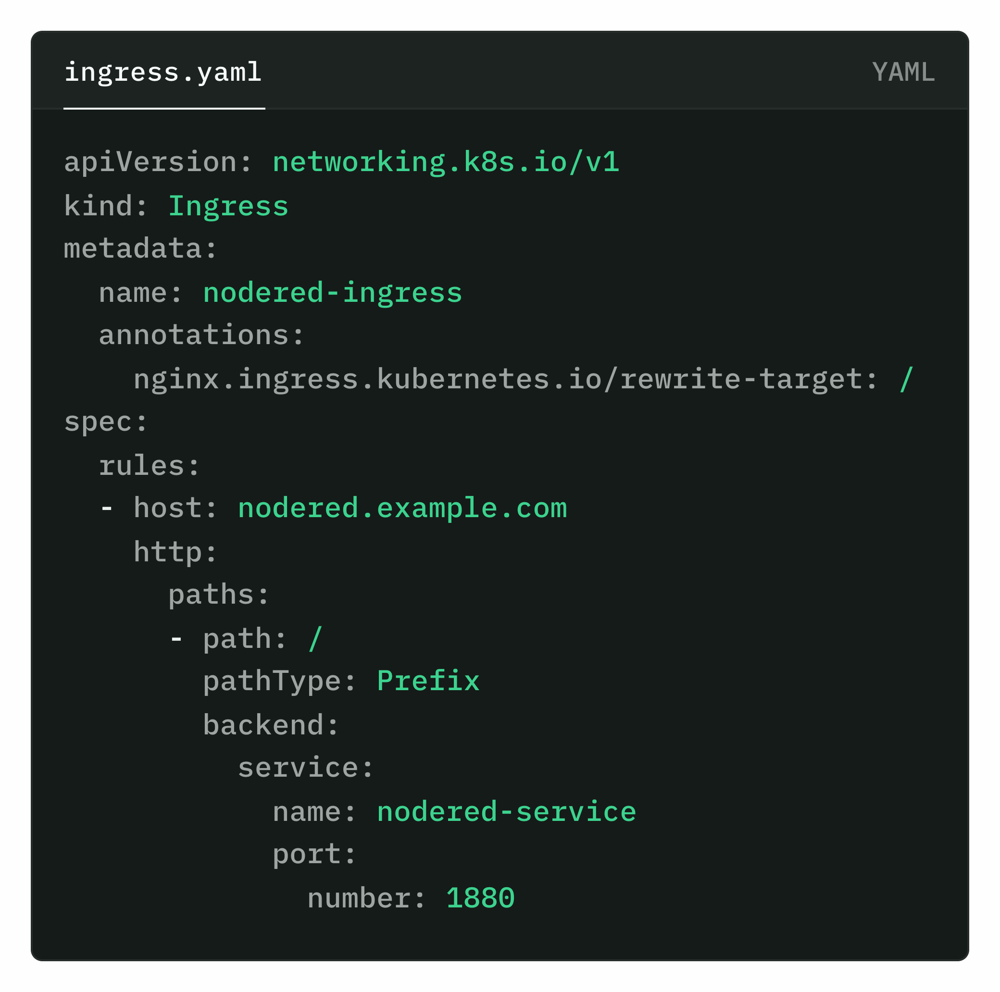 ingress.yaml
YAML
apiVersion: networking.k8s.io/v1
kind: Ingress
metadata:
  name: nodered-ingress
  annotations:
    nginx.ingress.kubernetes.io/rewrite-target: /
spec:
  rules:
  - host: nodered.example.com
    http:
      paths:
      - path: /
        pathType: Prefix
        backend:
          service:
            name: nodered-service
            port:
              number: 1880